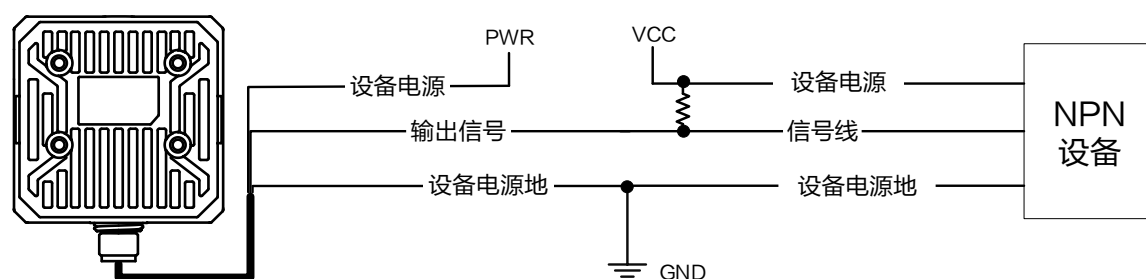 PWR
VCC
设备电源
设备电源
输出信号
信号线
NPN
设备
设备电源地
设备电源地
GND